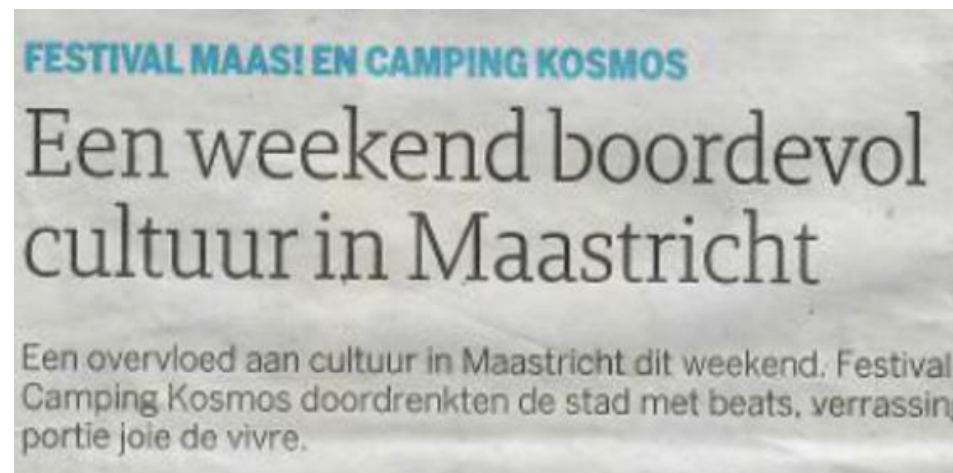 FESTIVAL MAAS! EN CAMPING KOSMOS
Een weekend boordevol
cultuur in Maastricht
Een overvloed aan cultuur in Maastricht dit weekend. Festival
Camping Kosmos doordrenkten de stad met beats, verrassin
portie joie de vivre.